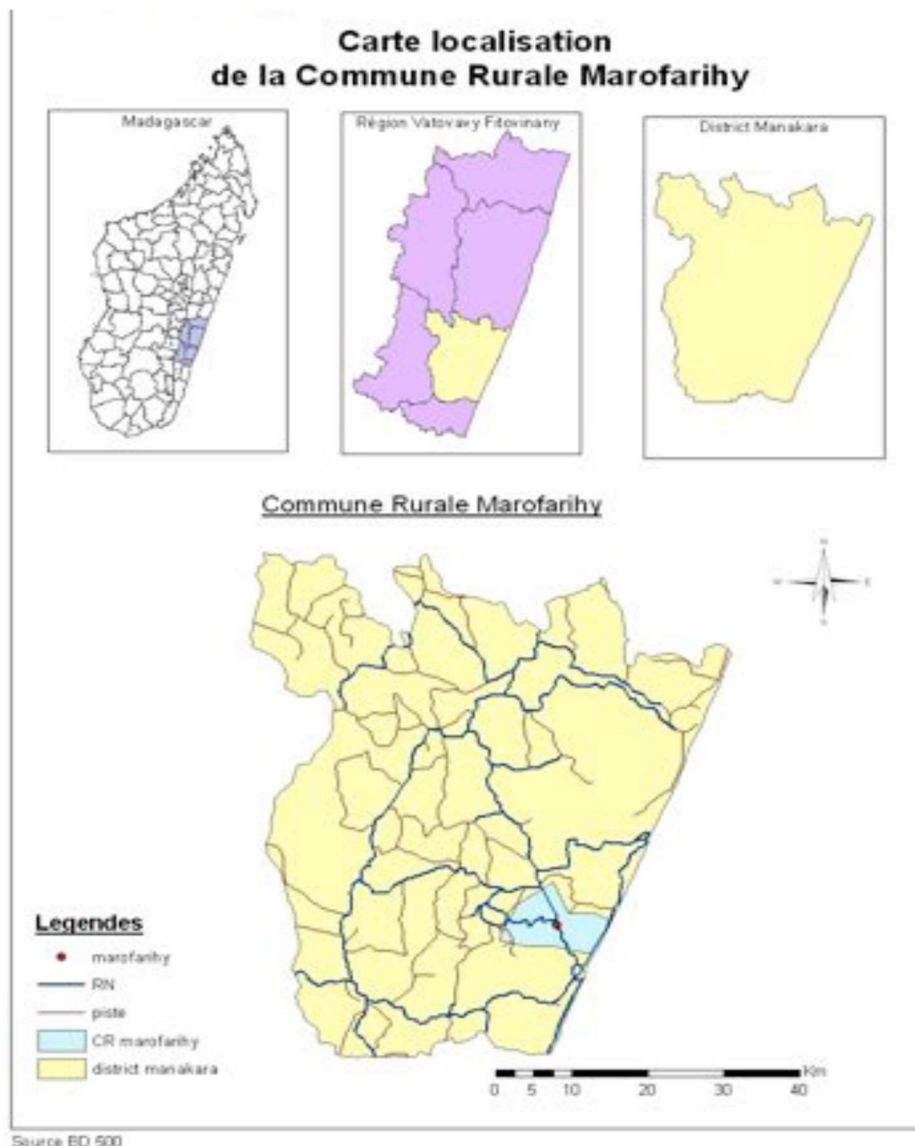 Carte localisation
de la Commune Rurale Marofarihy
Madagascar
Région Vatovavy Fitovinany
District Manakara
Commune Rurale Marofarihy
N
W E
S
Legendes
marofarihy
RN
piste
CR marofarihy
district manakara
Km
0 5 10 20 30 40
Source BD 500